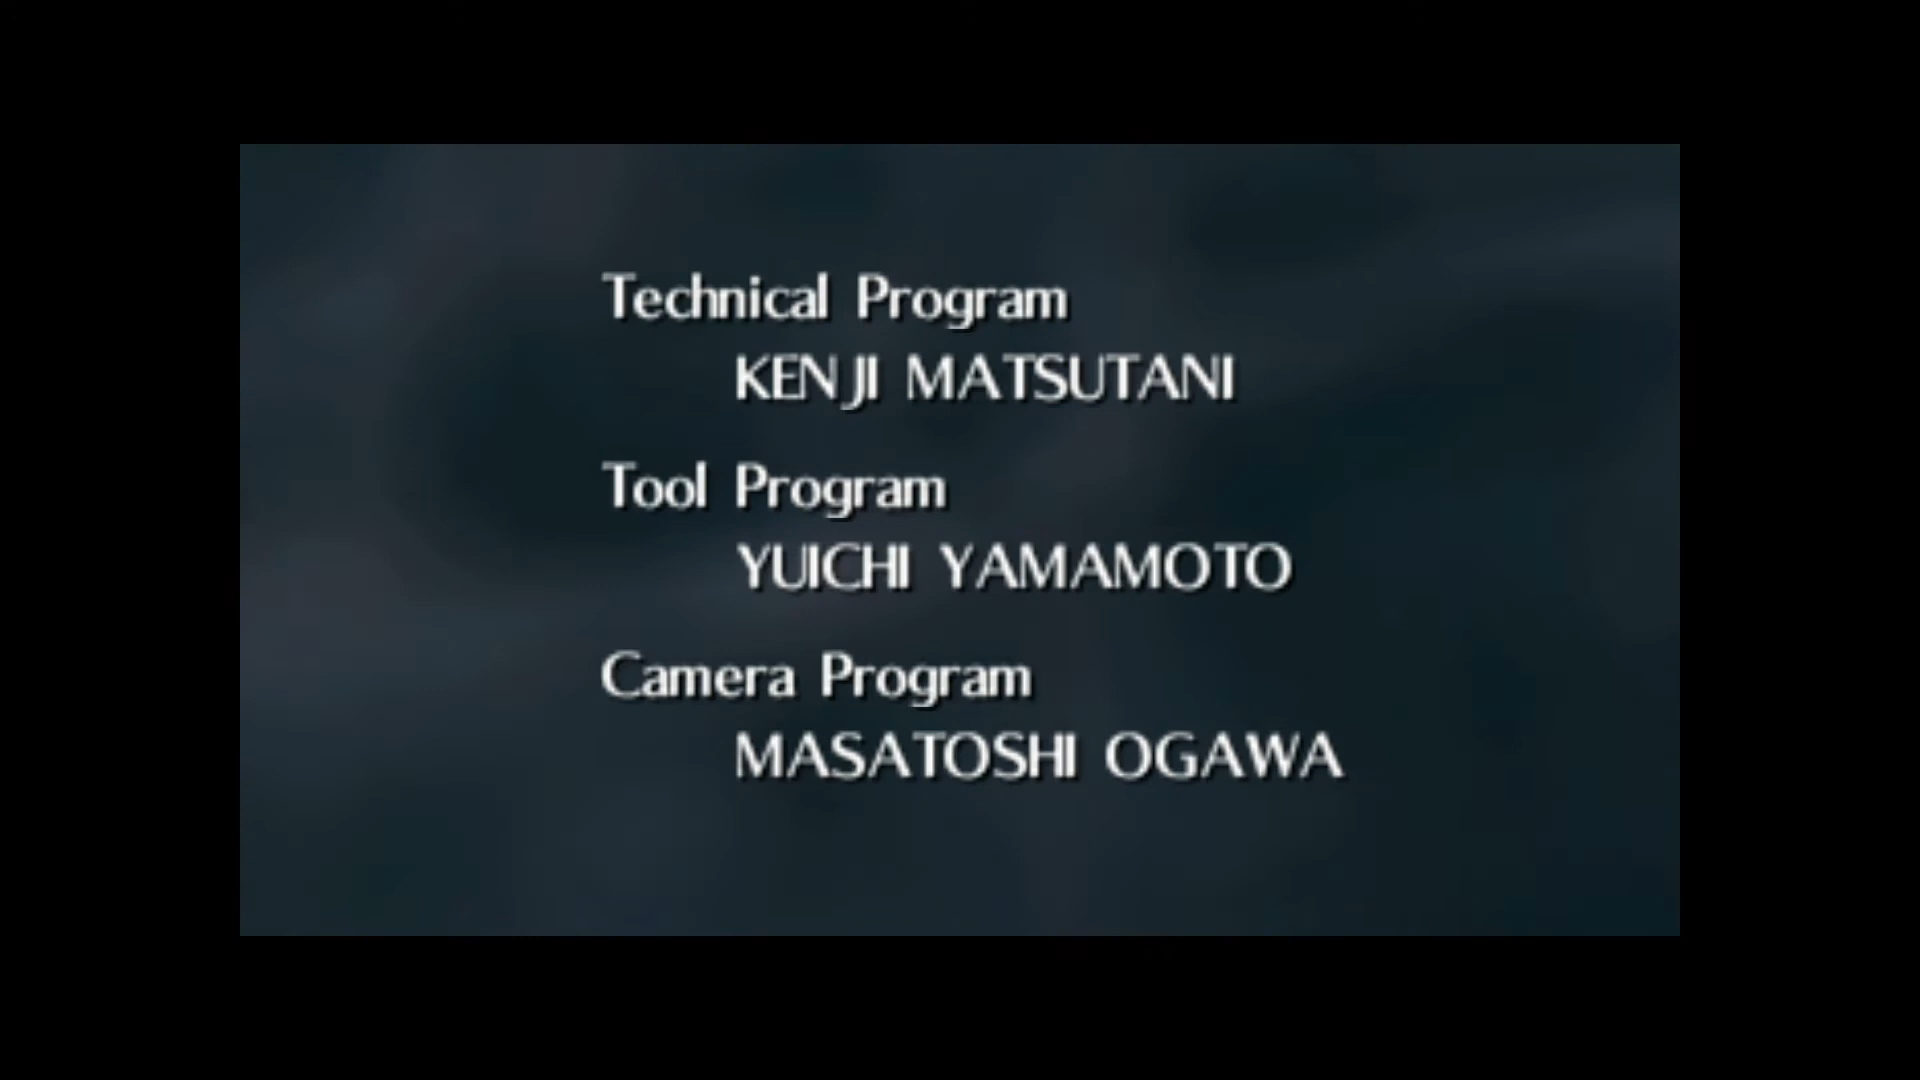 Technical Program
KENJI MATSUTANI
Tool Program
YUICHI YAMAMOTO
Camera Program
MASATOSHI OGAWA